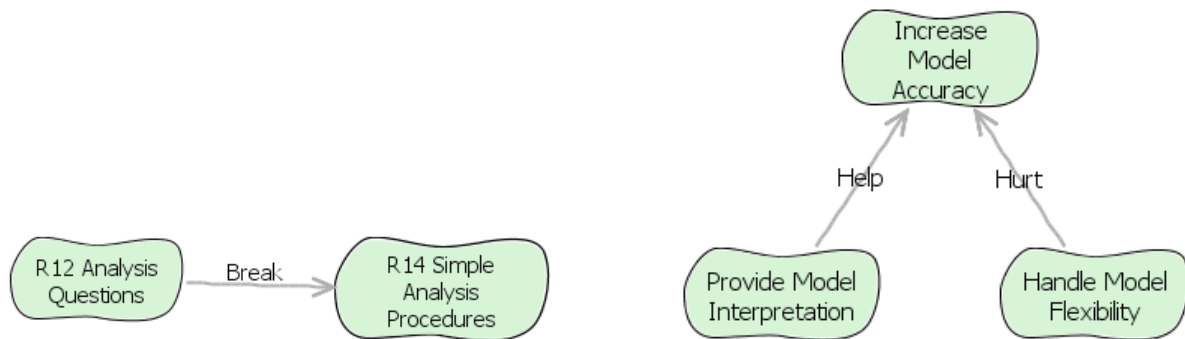 Increase
Model
Accuracy
Help
Hurt
R12 Analysis
Questions
Break
R14 Simple
Analysis
Procedures
Provide Model
Interpretation
Handle Model
Flexibility